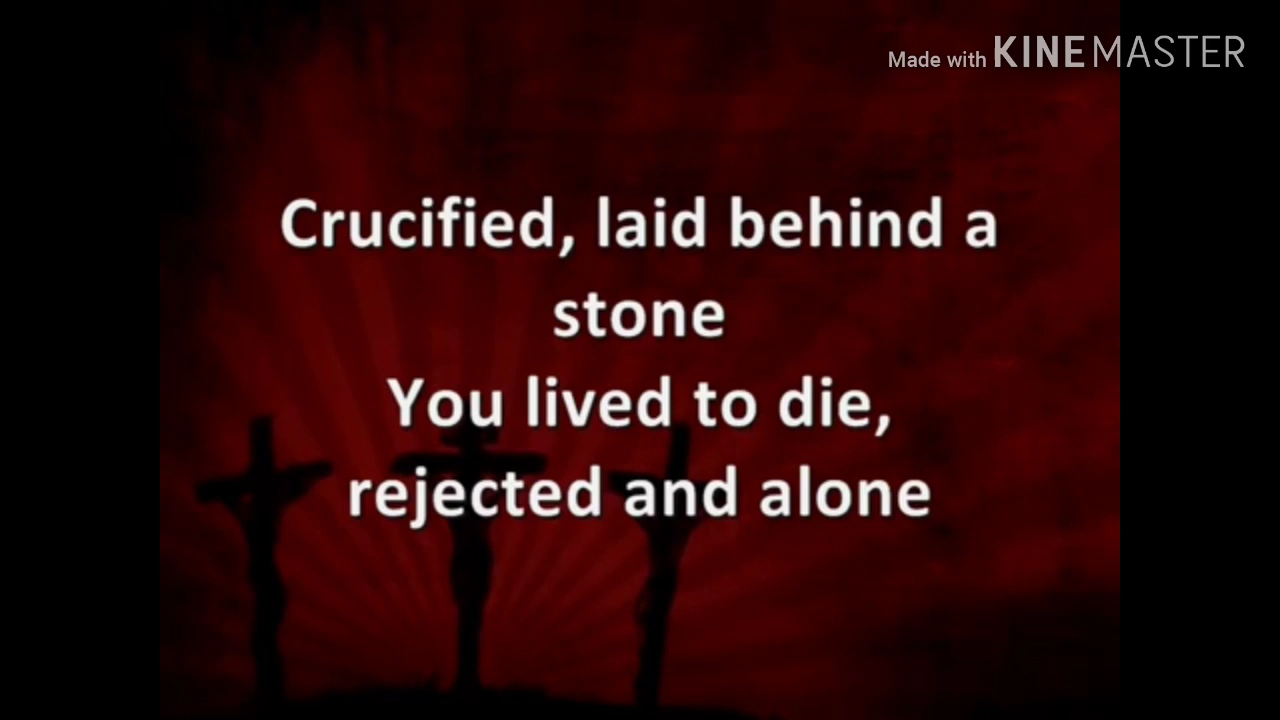 Made with KINEMASTER
Crucified, laid behind a
stone
You lived to die,
rejected and alone